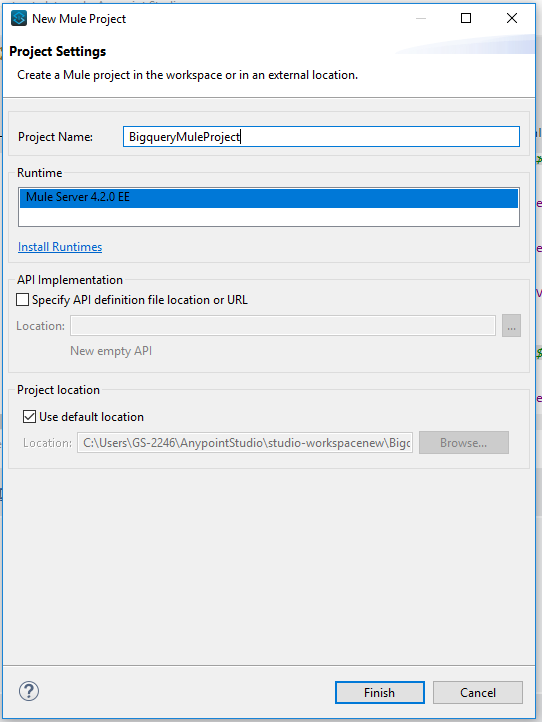 New Mule Project
Project Settings
Create a Mule project in the workspace or in an external location.
Project Name: BigqueryMuleProject
Runtime
Mule Server 4.2.0 EE
Install Runtimes
API Implementation
Specify API definition file location or URL
Location: ...
New empty API
Project location
Use default location
Location: C:\Users\GS-2246\AnypointStudio\studio-workspacenew\Bigq Browse...
? Finish Cancel